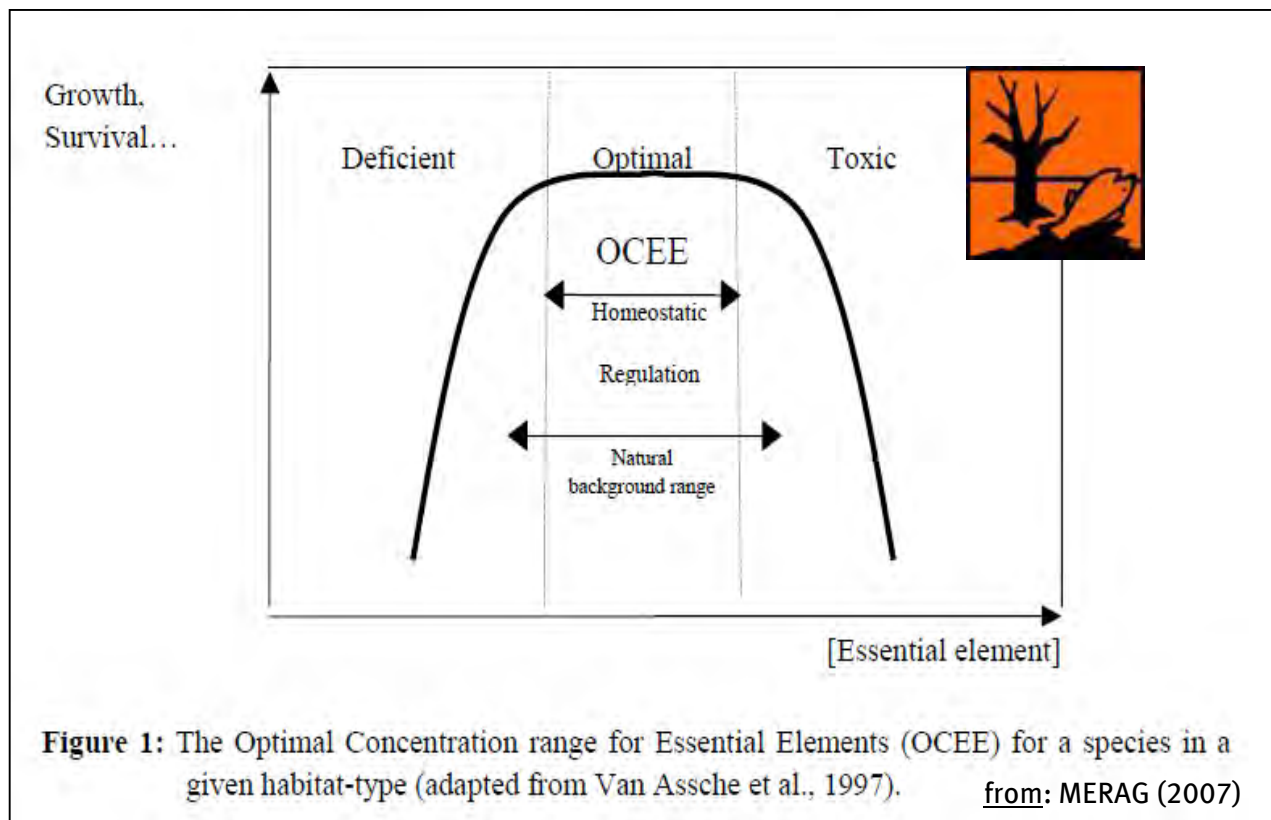 Growth,
Survival…
Deficient
Optimal
Toxic
OCEE
Homeostatic
Regulation
Natural
background range
[Essential element]
Figure 1: The Optimal Concentration range for Essential Elements (OCEE) for a species in a
given habitat-type (adapted from Van Assche et al., 1997).
from: MERAG (2007)